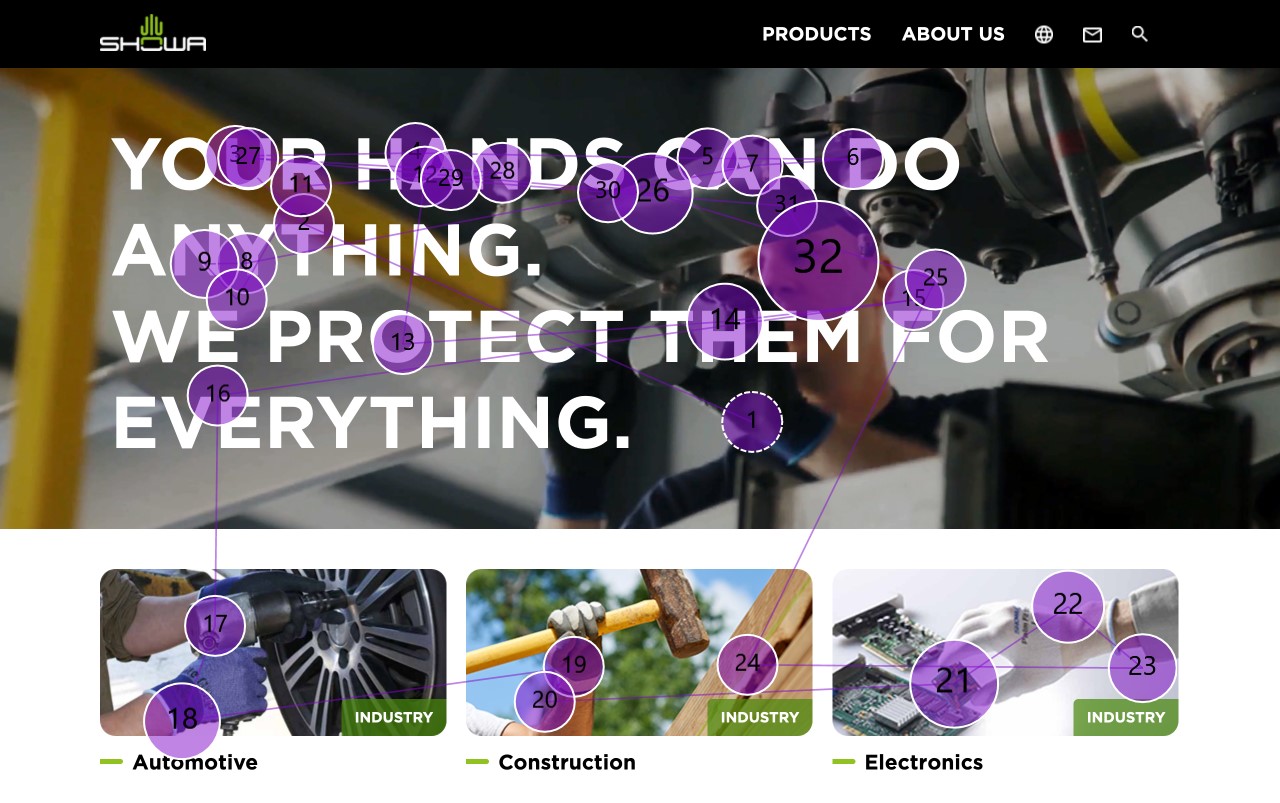 SHOWA
PRODUCTS
ABOUT US
YOUR HANDS CAN DO
ANYTHING.
WE PROTECT THEM FOR
EVERYTHING.
3
27
4
12
29
28
30
26
5
7
6
11
2
31
32
9
8
10
13
14
15
25
16
1
17
18
19
20
24
21
22
23
INDUSTRY
INDUSTRY
INDUSTRY
Automotive
Construction
Electronics